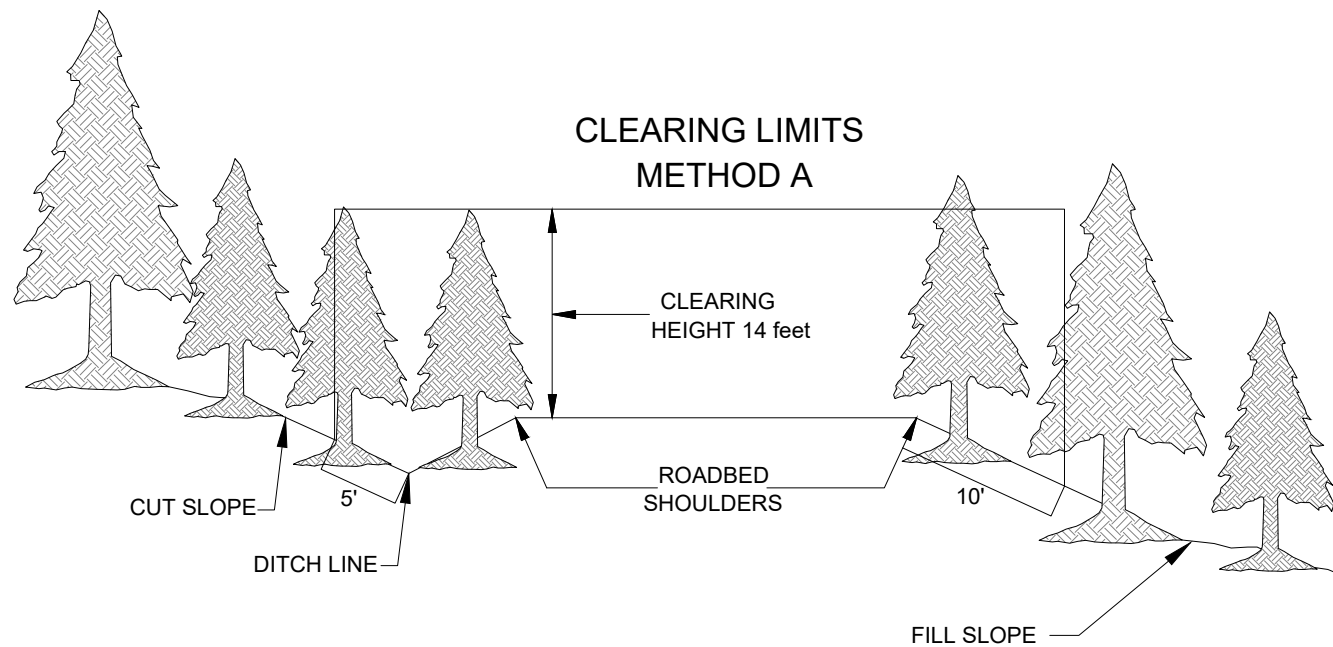 CLEARING LIMITS
METHOD A
CLEARING
HEIGHT 14 feet
ROADBED
SHOULDERS
5'
10'
CUT SLOPE
DITCH LINE
FILL SLOPE